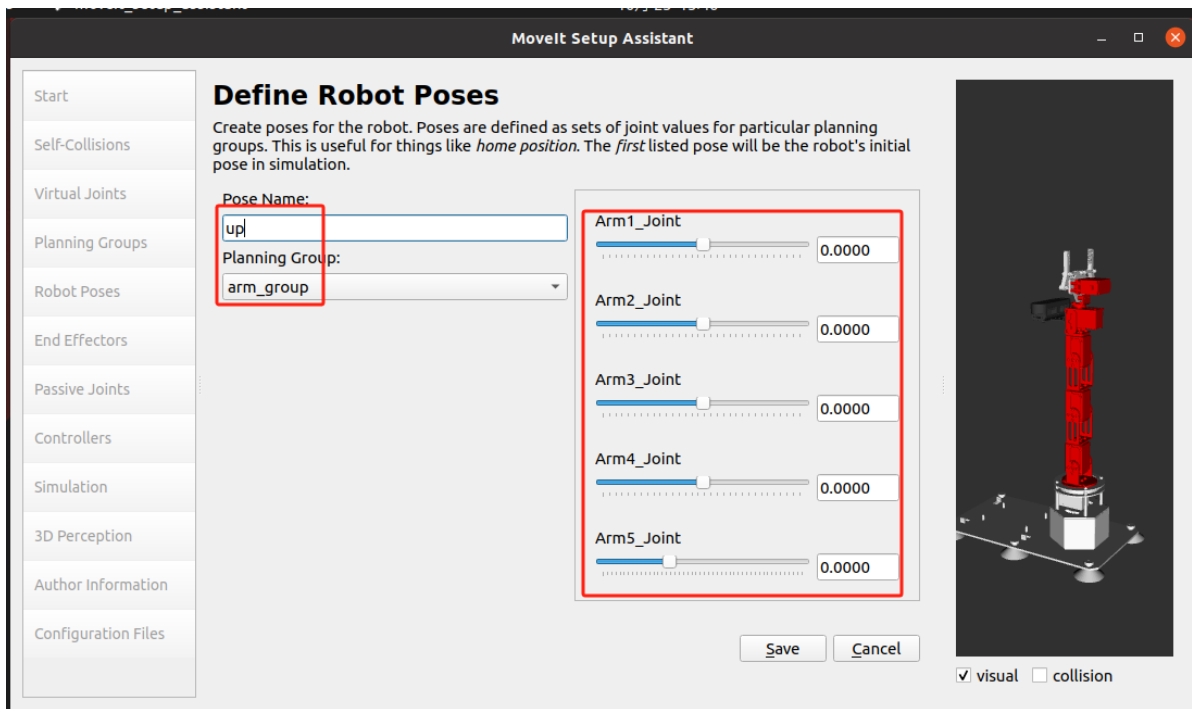 MoveIt Setup Assistant
Start
Self-Collisions
Virtual Joints
Planning Groups
Robot Poses
End Effectors
Passive Joints
Controllers
Simulation
3D Perception
Author Information
Configuration Files
Define Robot Poses
Create poses for the robot. Poses are defined as sets of joint values for particular planning
groups. This is useful for things like home position. The first listed pose will be the robot's initial
pose in simulation.
Pose Name:
up
Planning Group:
arm_group
Arm1_Joint
0.0000
Arm2_Joint
0.0000
Arm3_Joint
0.0000
Arm4_Joint
0.0000
Arm5_Joint
0.0000
Save
Cancel
visual
collision